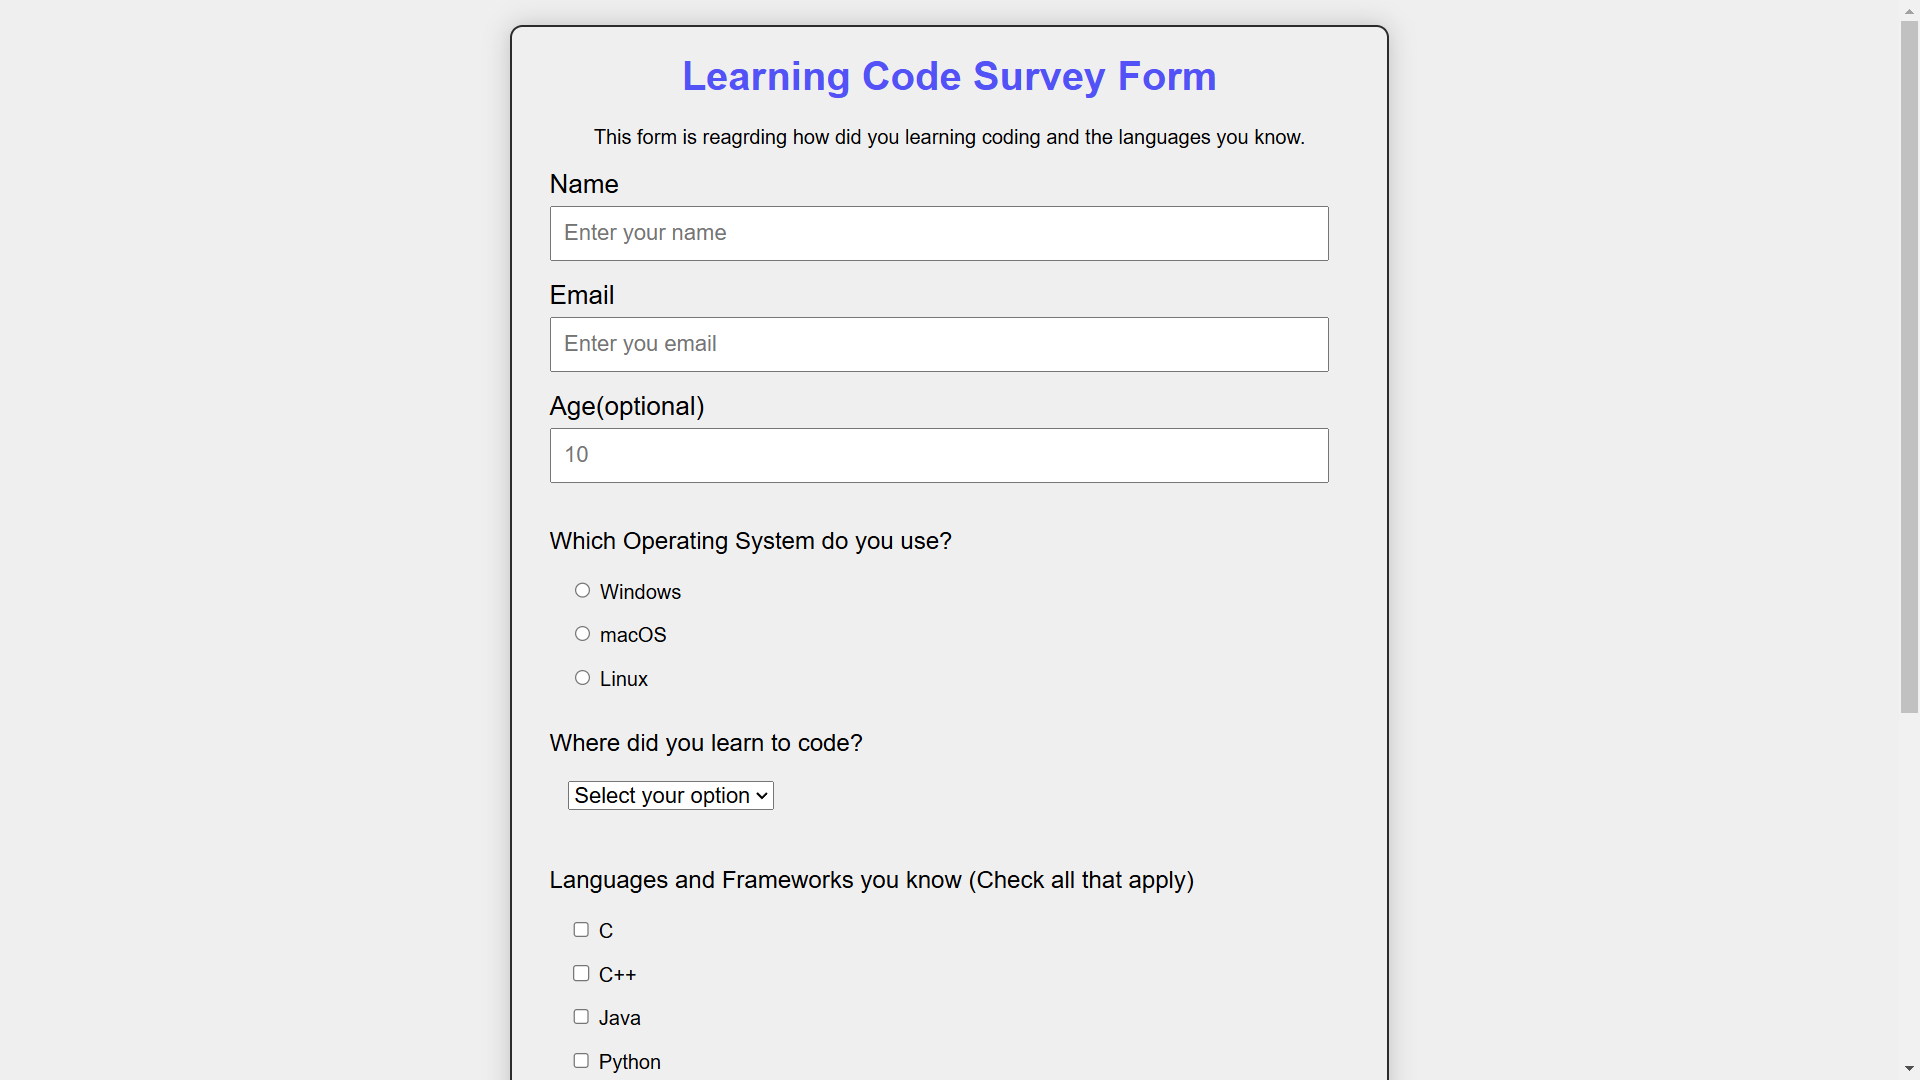 Learning Code Survey Form
This form is reagrding how did you learning coding and the languages you know.
Name
Enter your name
Email
Enter you email
Age(optional)
10
Which Operating System do you use?
Windows
macOS
Linux
Where did you learn to code?
Select your option
Languages and Frameworks you know (Check all that apply)
C
C++
Java
Python